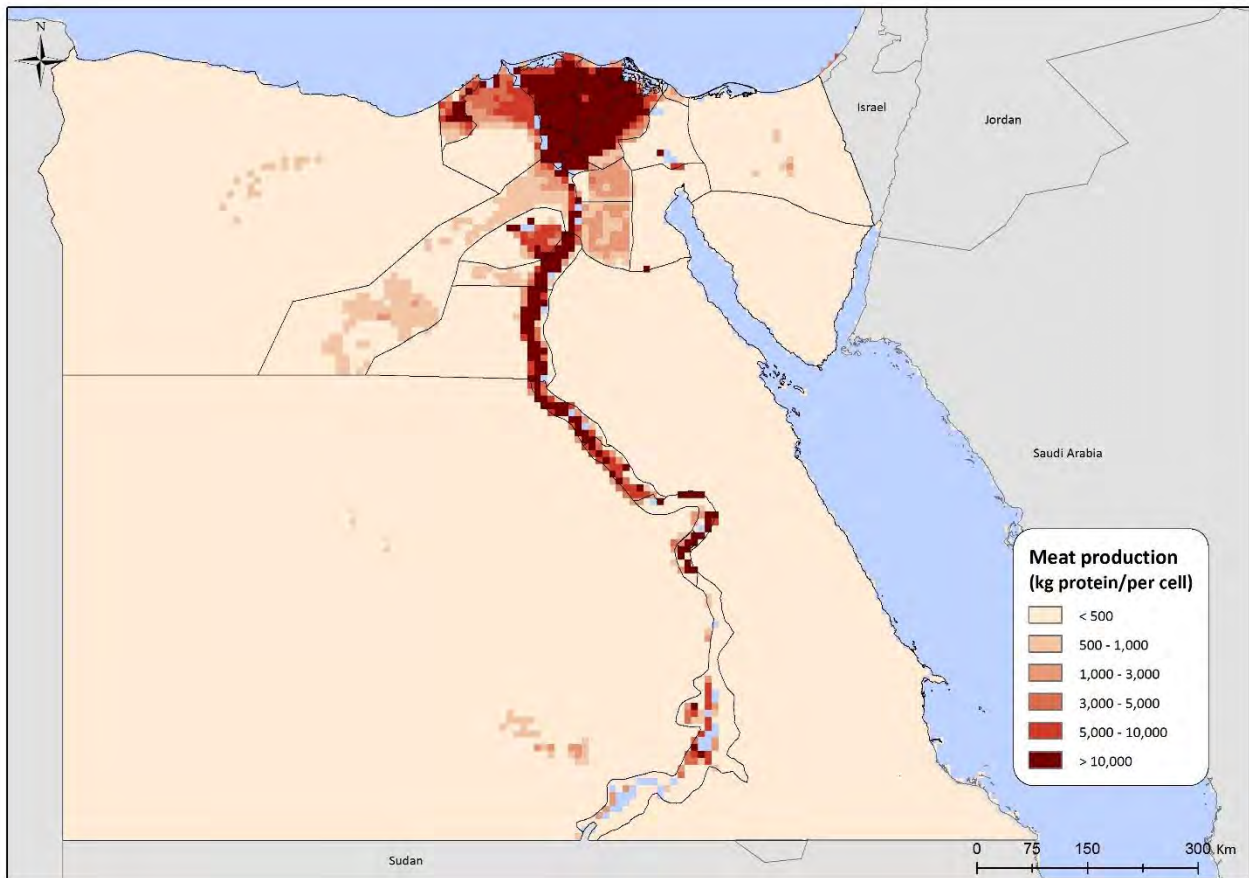 N
Israel
Jordan
Saudi Arabia
Meat production
(kg protein/per cell)
< 500
500 - 1,000
1,000 - 3,000
3,000 - 5,000
5,000 - 10,000
> 10,000
Sudan
0 75 150 300 Km